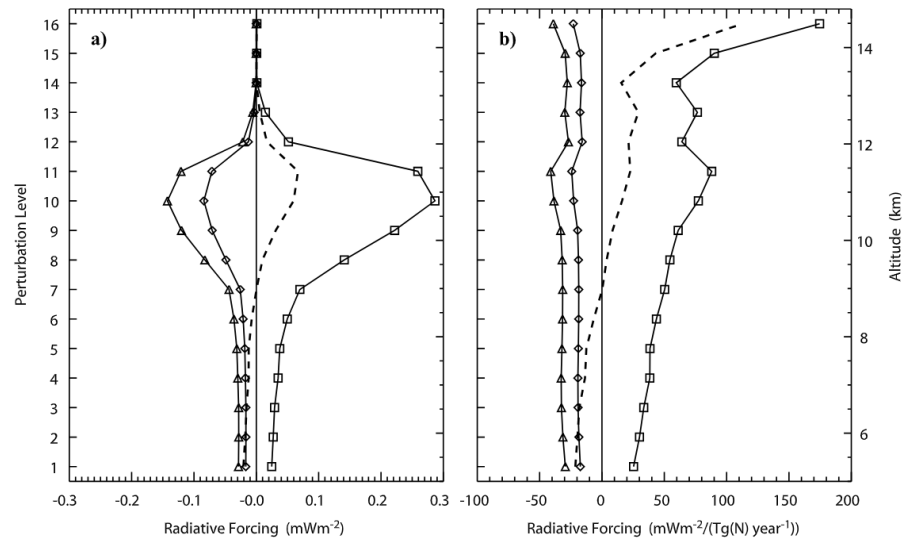 a)
16
15
14
13
12
11
10
9
8
7
6
5
4
3
2
1
Perturbation Level
-0.3 -0.2 -0.1 -0.0 0.1 0.2 0.3
Radiative Forcing (mWm-2)
b)
14
12
10
8
6
Altitude (km)
-100 -50 0 50 100 150 200
Radiative Forcing (mWm-2/(Tg(N) year-1))